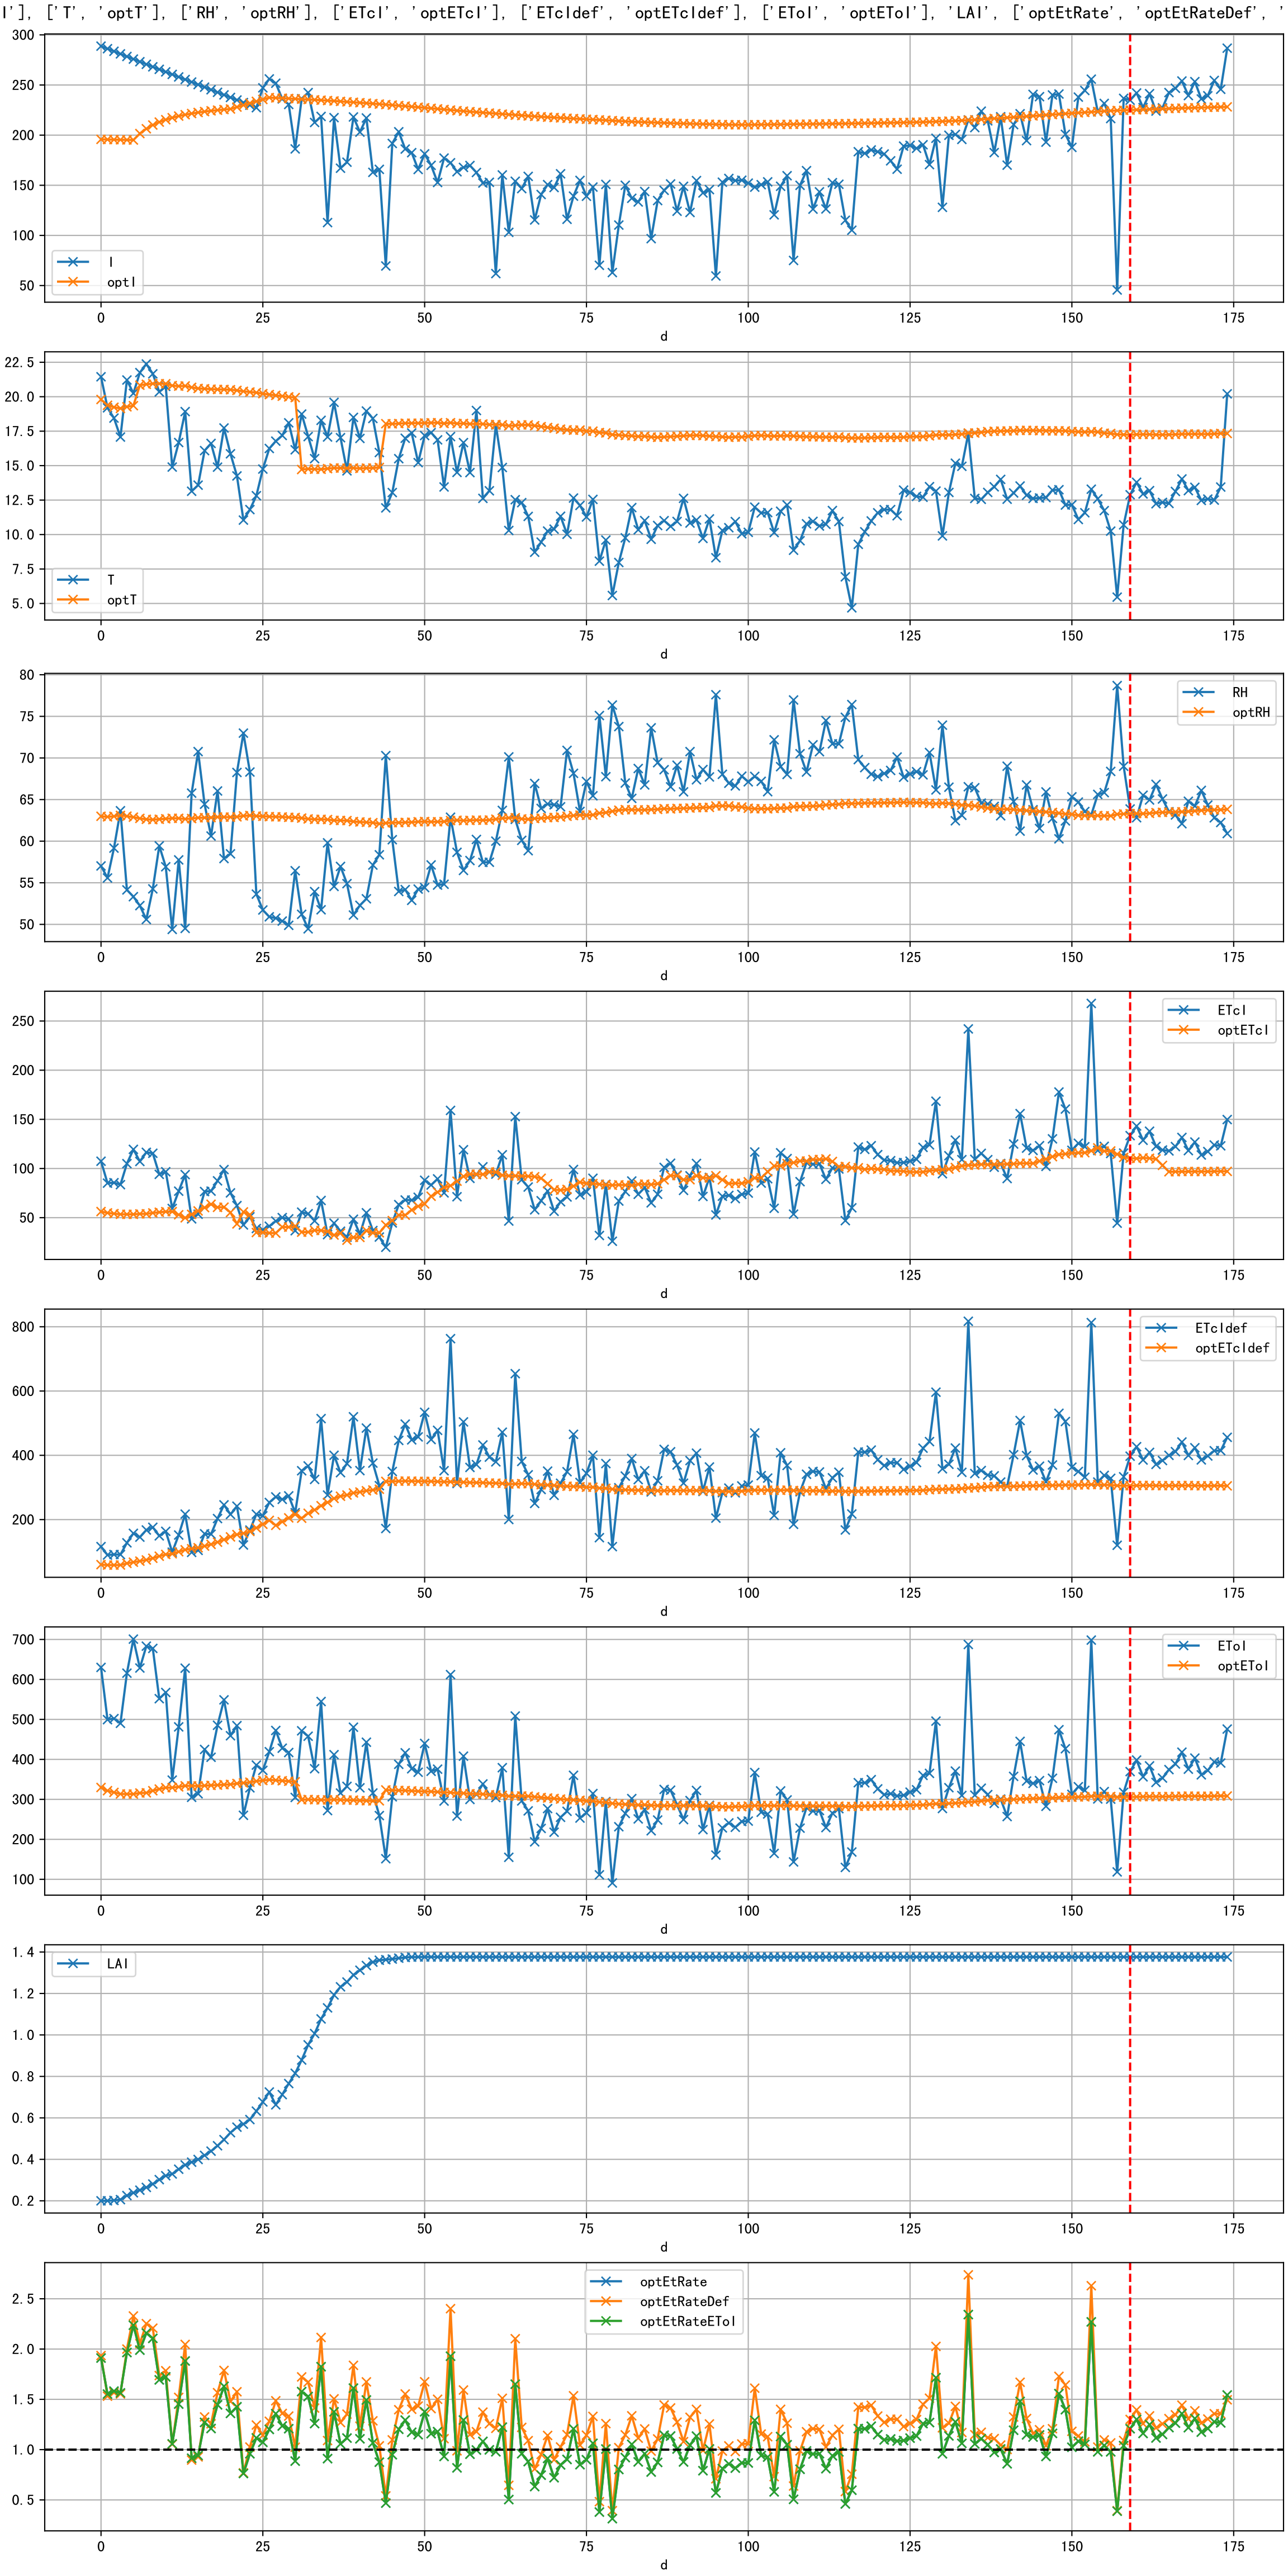 I'], ['T', 'optT'], ['RH', 'optRH'], ['ETcI', 'optETcI'], ['ETcIdef', 'optETcIdef'], ['EToI', 'optEToI'], 'LAI', ['optEtRate', 'optEtRateDef', '
300
250
200
150
100
50
I
optI
0 25 50 75 100 125 150 175
d
22.5
20.0
17.5
15.0
12.5
10.0
7.5
5.0
T
optT
0 25 50 75 100 125 150 175
d
80
75
70
65
60
55
50
RH
optRH
0 25 50 75 100 125 150 175
d
250
200
150
100
50
ETcI
optETcI
0 25 50 75 100 125 150 175
d
800
600
400
200
ETcIdef
optETcIdef
0 25 50 75 100 125 150 175
d
700
600
500
400
300
200
100
EToI
optEToI
0 25 50 75 100 125 150 175
d
1.4
1.2
1.0
0.8
0.6
0.4
0.2
LAI
0 25 50 75 100 125 150 175
d
2.5
2.0
1.5
1.0
0.5
optEtRate
optEtRateDef
optEtRateEToI
0 25 50 75 100 125 150 175
d